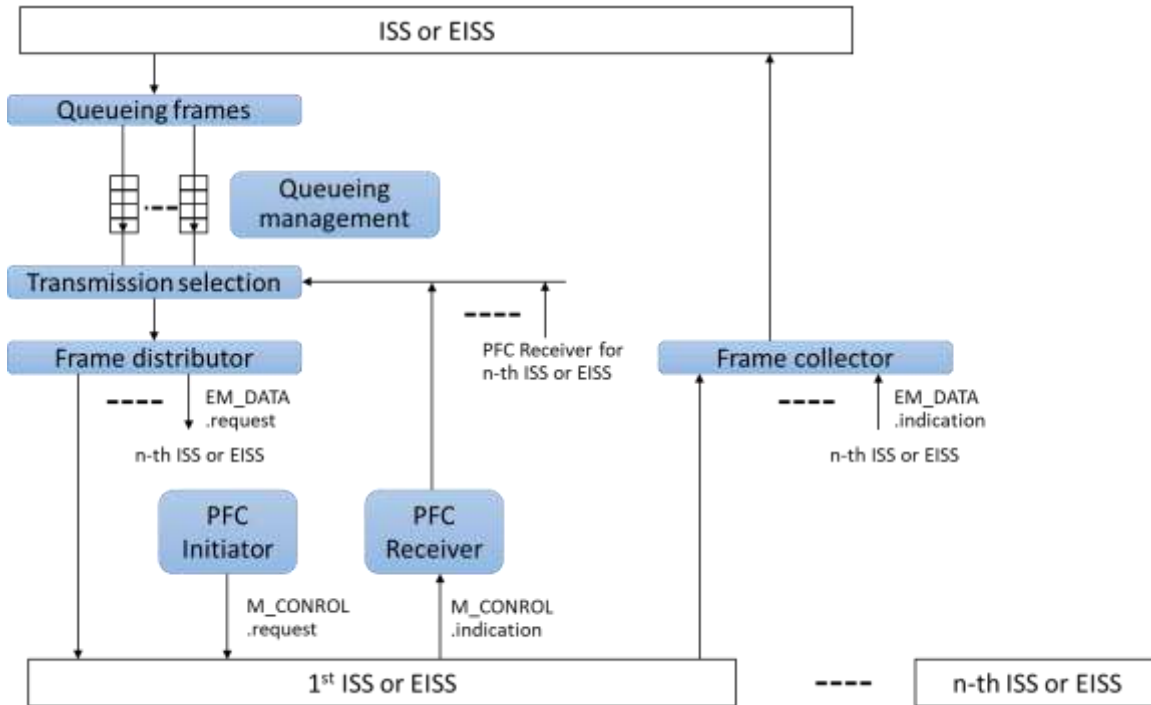 ISS or EISS
Queueing frames
Queueing
management
Transmission selection
Frame distributor
PFC Receiver for
n-th ISS or EISS
Frame collector
EM_DATA
.request
n-th ISS or EISS
EM_DATA
.indication
n-th ISS or EISS
PFC
Initiator
PFC
Receiver
M_CONROL
.request
M_CONROL
.indication
1st ISS or EISS
n-th ISS or EISS